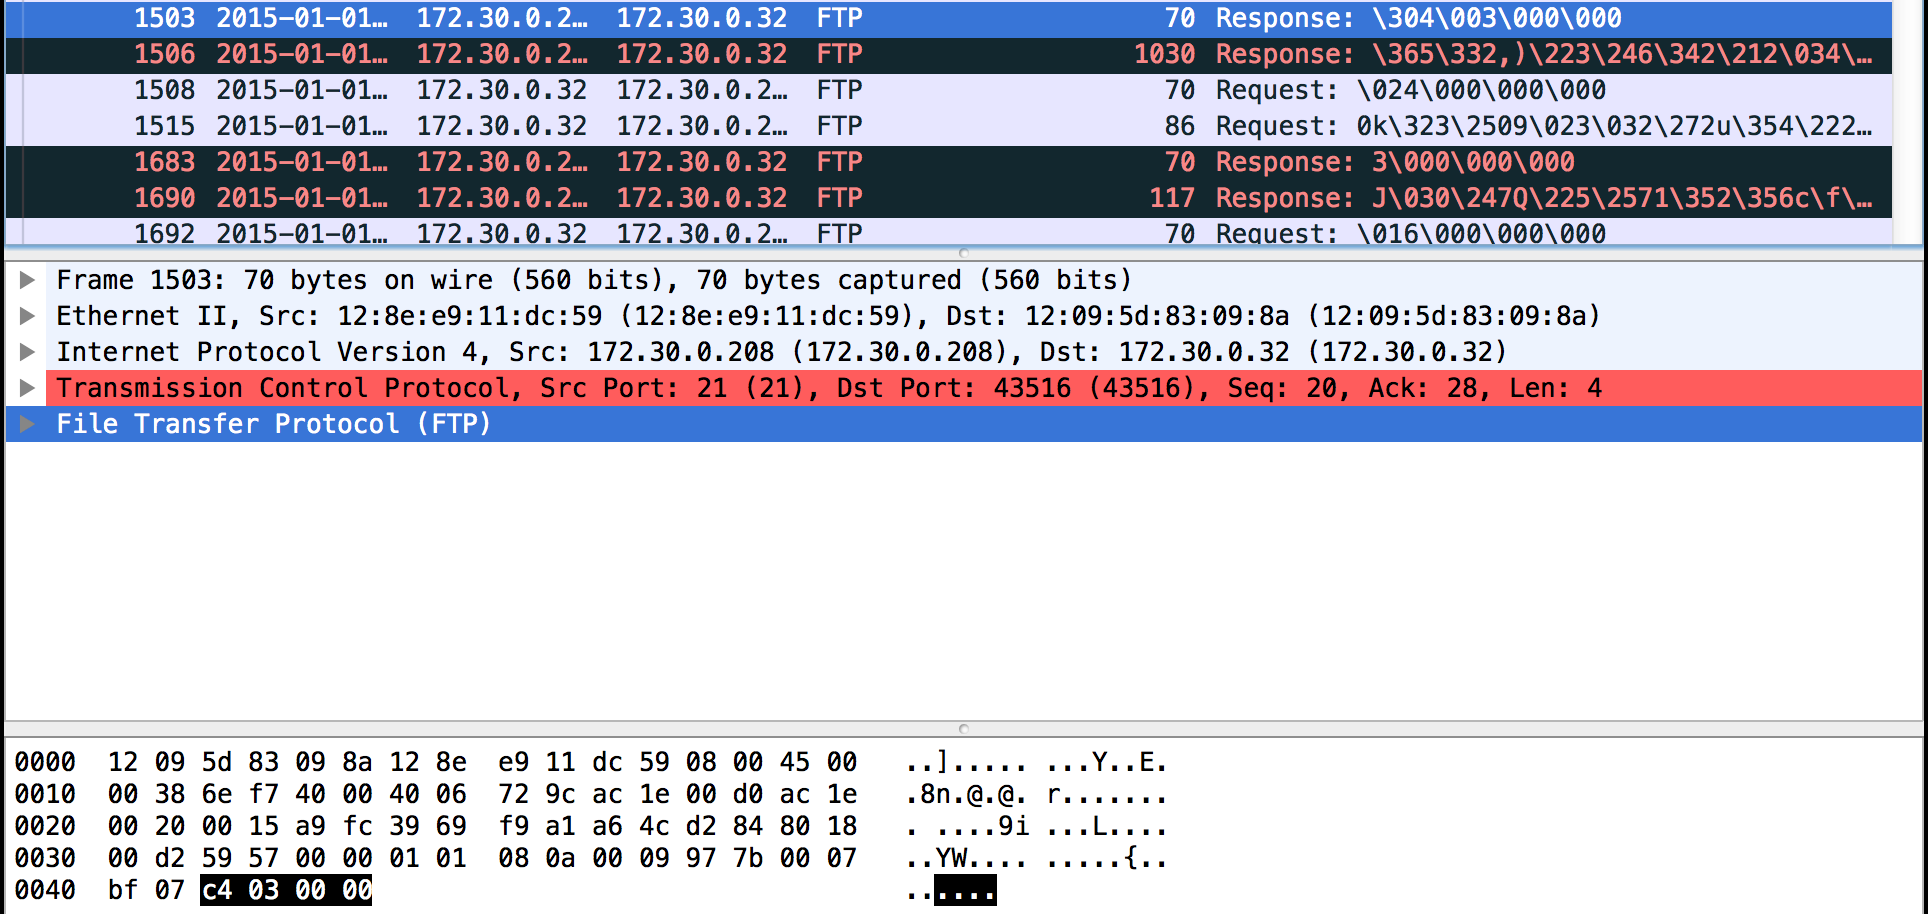 1503 2015-01-01… 172.30.0.2… 172.30.0.32 FTP 70 Response: \304\003\000\000
1506 2015-01-01… 172.30.0.2… 172.30.0.32 FTP 1030 Response: \365\332,)\223\246\342\212\034\…
1508 2015-01-01… 172.30.0.32 172.30.0.2… FTP 70 Request: \024\000\000\000
1515 2015-01-01… 172.30.0.32 172.30.0.2… FTP 86 Request: 0k\323\2509\023\032\272u\354\222…
1683 2015-01-01… 172.30.0.2… 172.30.0.32 FTP 70 Response: 3\000\000\000
1690 2015-01-01… 172.30.0.2… 172.30.0.32 FTP 117 Response: J\030\247Q\225\2571\352\356c\f\…
1692 2015-01-01… 172.30.0.32 172.30.0.2… FTP 70 Request: \016\000\000\000
Frame 1503: 70 bytes on wire (560 bits), 70 bytes captured (560 bits)
Ethernet II, Src: 12:8e:e9:11:dc:59 (12:8e:e9:11:dc:59), Dst: 12:09:5d:83:09:8a (12:09:5d:83:09:8a)
Internet Protocol Version 4, Src: 172.30.0.208 (172.30.0.208), Dst: 172.30.0.32 (172.30.0.32)
Transmission Control Protocol, Src Port: 21 (21), Dst Port: 43516 (43516), Seq: 20, Ack: 28, Len: 4
File Transfer Protocol (FTP)
0000 12 09 5d 83 09 8a 12 8e e9 11 dc 59 08 00 45 00 ..]..... ...Y..E.
0010 00 38 6e f7 40 00 40 06 72 9c ac 1e 00 d0 ac 1e .8n.@.@. r.......
0020 00 20 00 15 a9 fc 39 69 f9 a1 a6 4c d2 84 80 18 . ....9i ...L....
0030 00 d2 59 57 00 00 01 01 08 0a 00 09 97 7b 00 07 ..YW.... .....{..
0040 bf 07 c4 03 00 00 ......